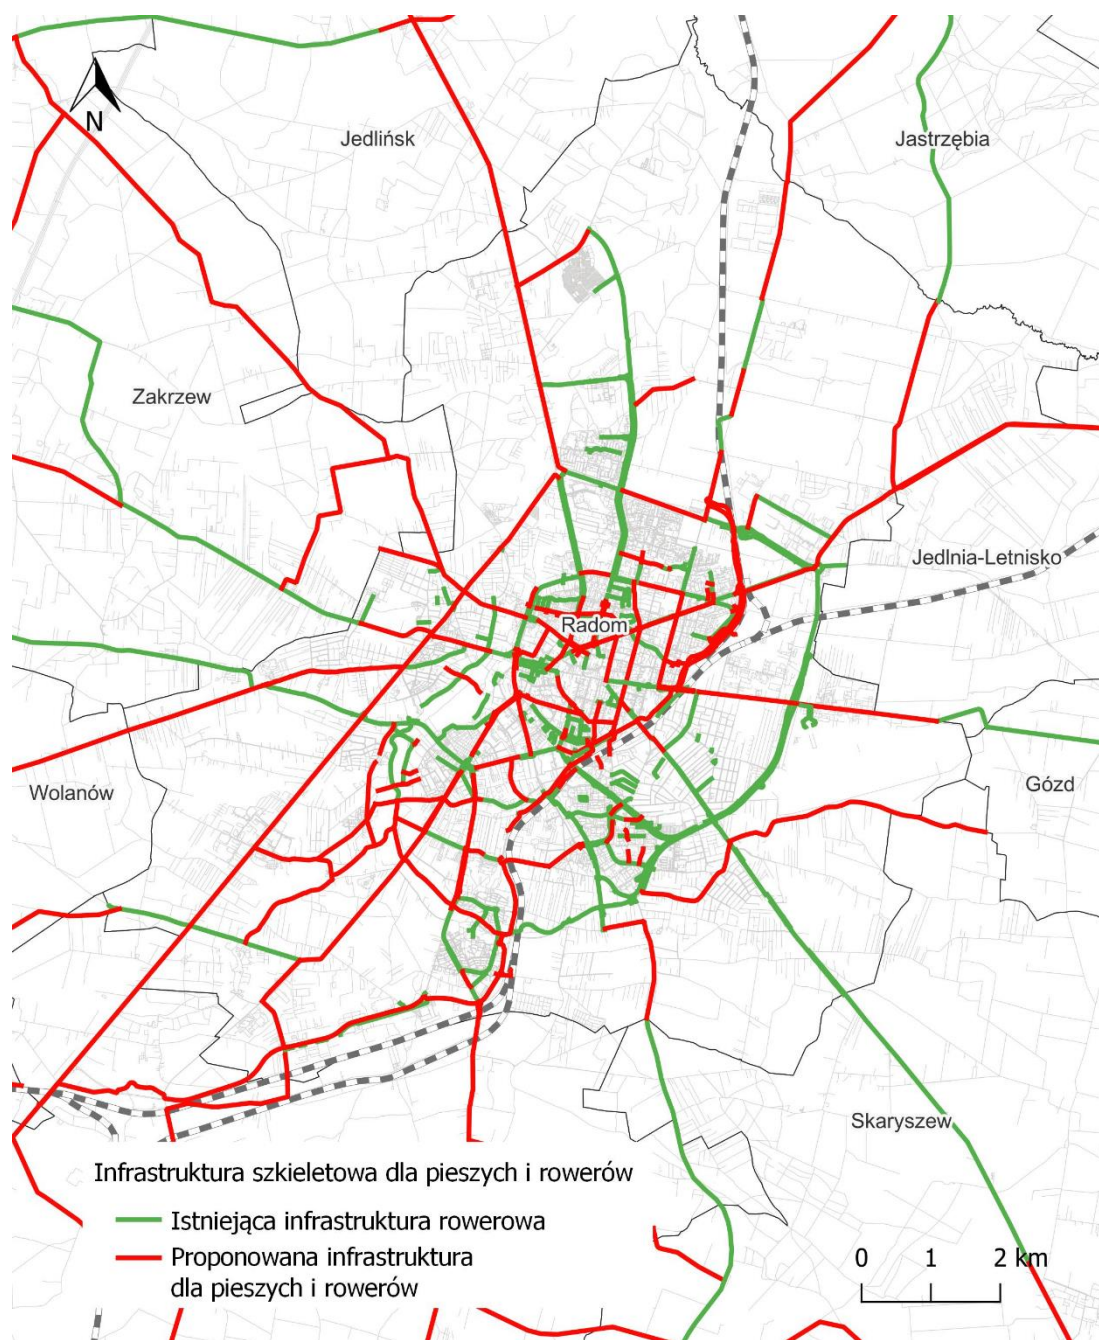 N
Jedlińsk
Jastrzębia
Zakrzew
Jedlnia-Letnisko
Radom
Wolanów
Gózd
Skaryszew
Infrastruktura szkieletowa dla pieszych i rowerów
Istniejąca infrastruktura rowerowa
Proponowana infrastruktura
dla pieszych i rowerów
0 1 2 km